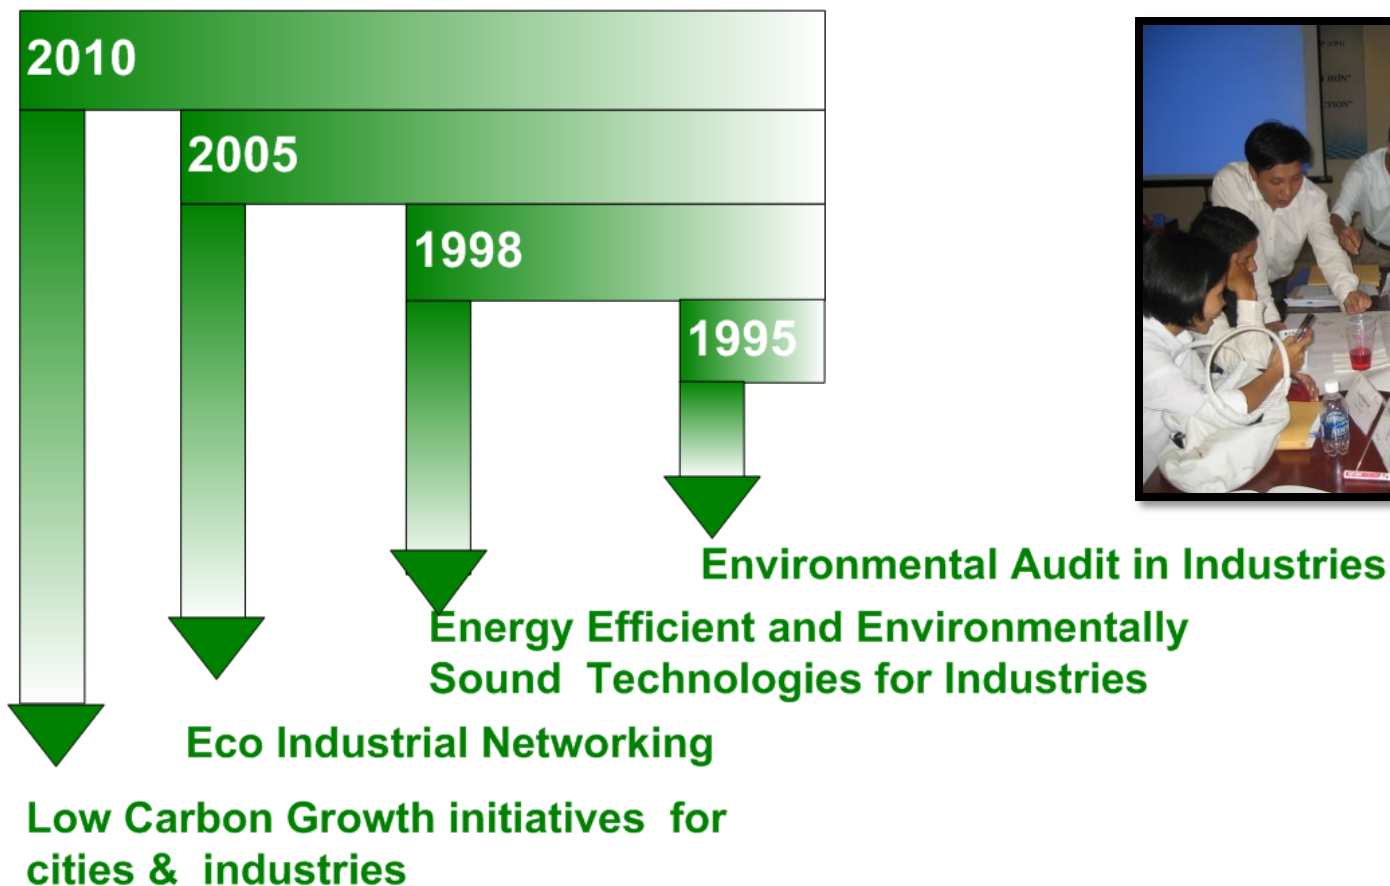 2010
2005
1998
1995
Environmental Audit in Industries
Energy Efficient and Environmentally
Sound Technologies for Industries
Eco Industrial Networking
Low Carbon Growth initiatives for
cities & industries
CTION"